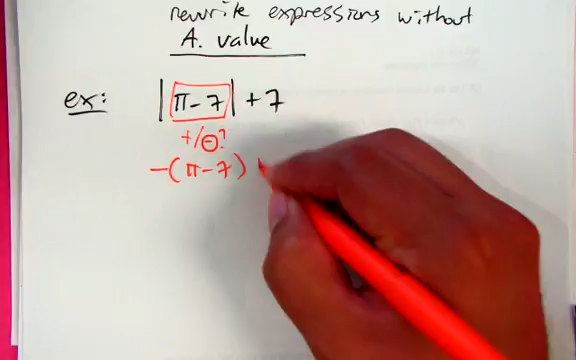 rewrite expressions without
A. value
ex: |π-7| + 7
+/-?
-(π-7)